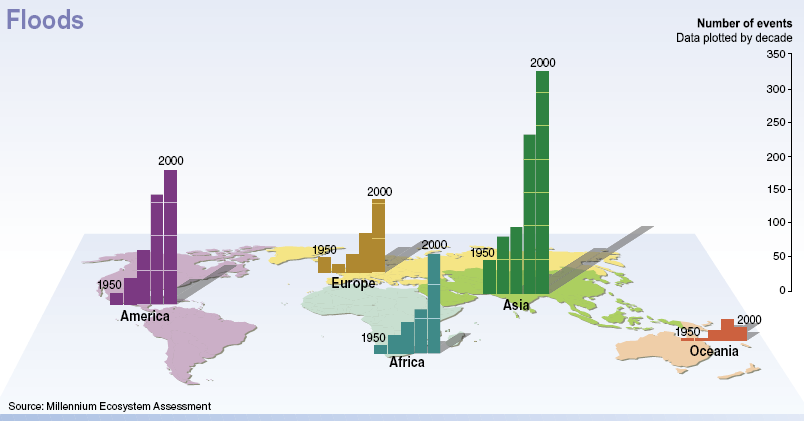 Floods
Number of events
Data plotted by decade
350
300
250
200
150
100
50
0
2000
1950
America
2000
1950
Europe
2000
1950
Africa
2000
1950
Asia
2000
1950
Oceania
Source: Millennium Ecosystem Assessment